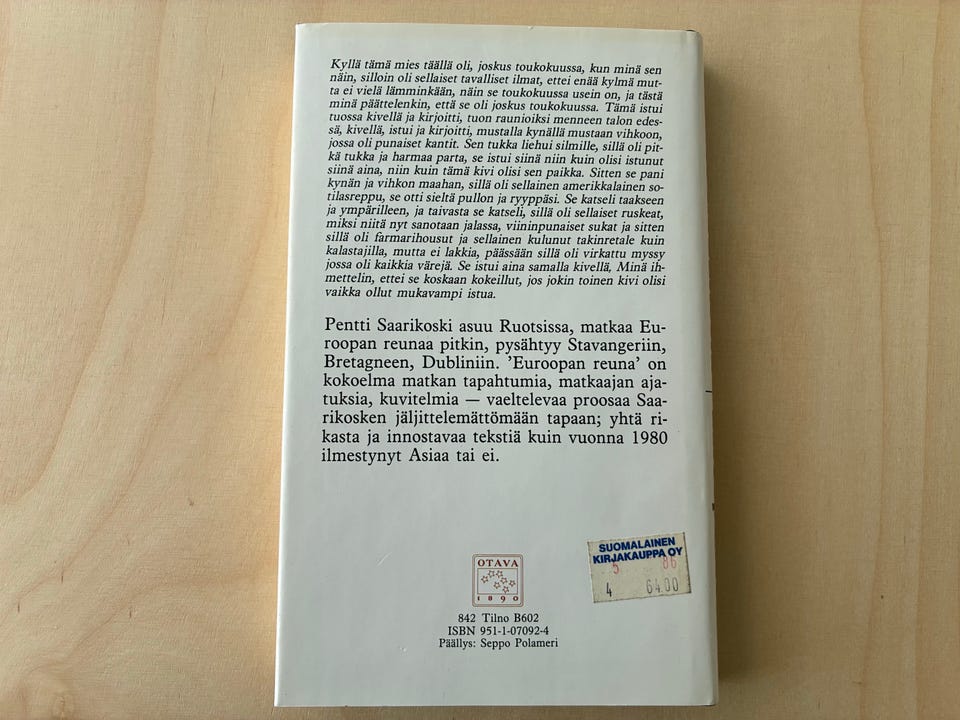 Kyllä tämä mies täällä oli, joskus toukokuussa, kun minä sen
näin, silloin oli sellaiset tavalliset ilmat, ettei enää kylmä mut-
ta ei vielä lämminkään, näin se toukokuussa usein on, ja tästä
minä päättelenkin, että se oli joskus toukokuussa. Tämä istui
tuossa kivellä ja kirjoitti, tuon raunioiksi menneen talon edes-
sä, kivellä, istui ja kirjoitti, mustalla kynällä mustaan vihkoon,
jossa oli punaiset kantit. Sen tukka liehui silmille, sillä oli pit-
kä tukka ja harmaa parta, se istui siinä niin kuin olisi istunut
siinä aina, niin kuin tämä kivi olisi sen paikka. Sitten se pani
kynän ja vihkon maahan, sillä oli sellainen amerikkalainen so-
tilasreppu, se otti sieltä pullon ja ryyppäsi. Se katseli taakseen
ja ympärilleen, ja taivasta se katseli, sillä oli sellaiset ruskeat,
miksi niitä nyt sanotaan jalassa, viininpunaiset sukat ja sitten
sillä oli farmarihousut ja sellainen kulunut takinretale kuin
kalastajilla, mutta ei lakkia, päässään sillä oli virkattu myssy
jossa oli kaikkia värejä. Se istui aina samalla kivellä, Minä ih-
mettelin, ettei se koskaan kokeillut, jos jokin toinen kivi olisi
vaikka ollut mukavampi istua.
Pentti Saarikoski asuu Ruotsissa, matkaa Eu-
roopan reunaa pitkin, pysähtyy Stavangeriin,
Bretagneen, Dubliniin. ’Euroopan reuna’ on
kokoelma matkan tapahtumia, matkaajan aja-
tuksia, kuvitelmia — vaeltelevaa proosaa Saa-
rikosken jäljittelemättömään tapaan; yhtä ri-
kasta ja innostavaa tekstiä kuin vuonna 1980
ilmestynyt Asiaa tai ei.
SUOMALAINEN
KIRJAKAUPPA OY
5 86
4 64.00
OTAVA
1890
842 Tilno B602
ISBN 951-1-07092-4
Päällys: Seppo Polameri